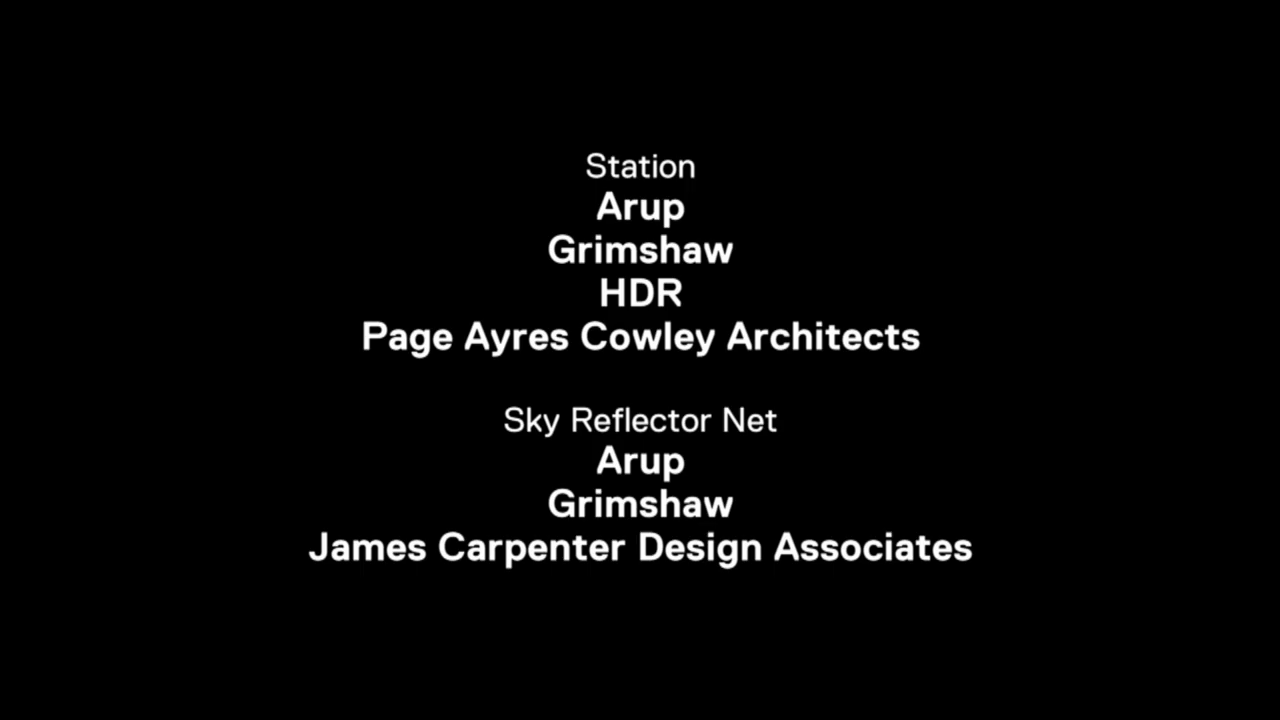 Station
Arup
Grimshaw
HDR
Page Ayres Cowley Architects
Sky Reflector Net
Arup
Grimshaw
James Carpenter Design Associates